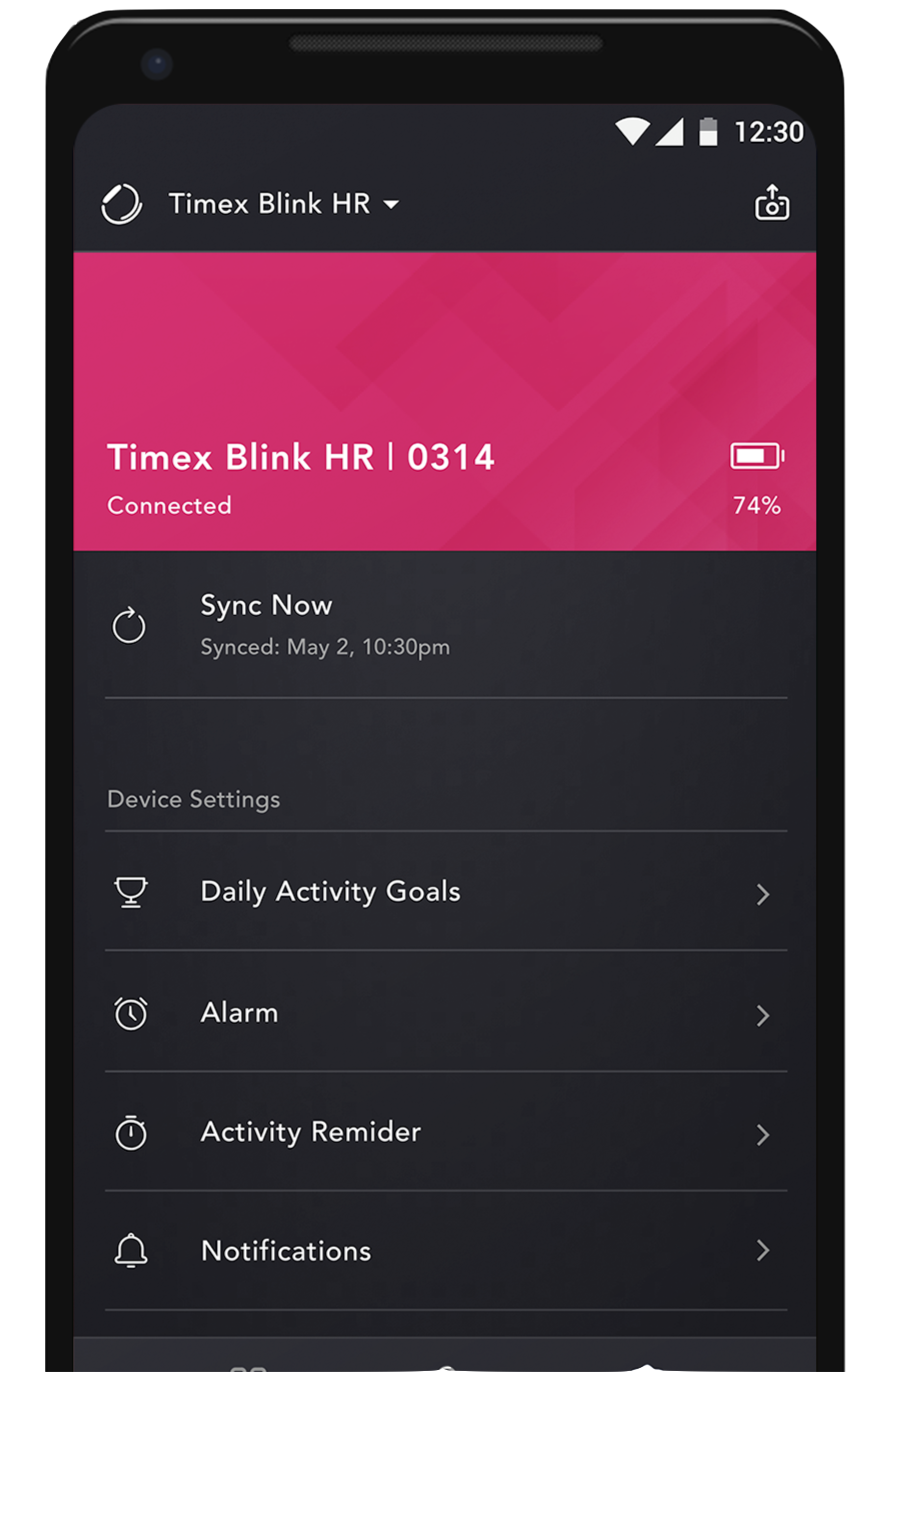 12:30
Timex Blink HR
Timex Blink HR | 0314
Connected
74%
Sync Now
Synced: May 2, 10:30pm
Device Settings
Daily Activity Goals
Alarm
Activity Remider
Notifications